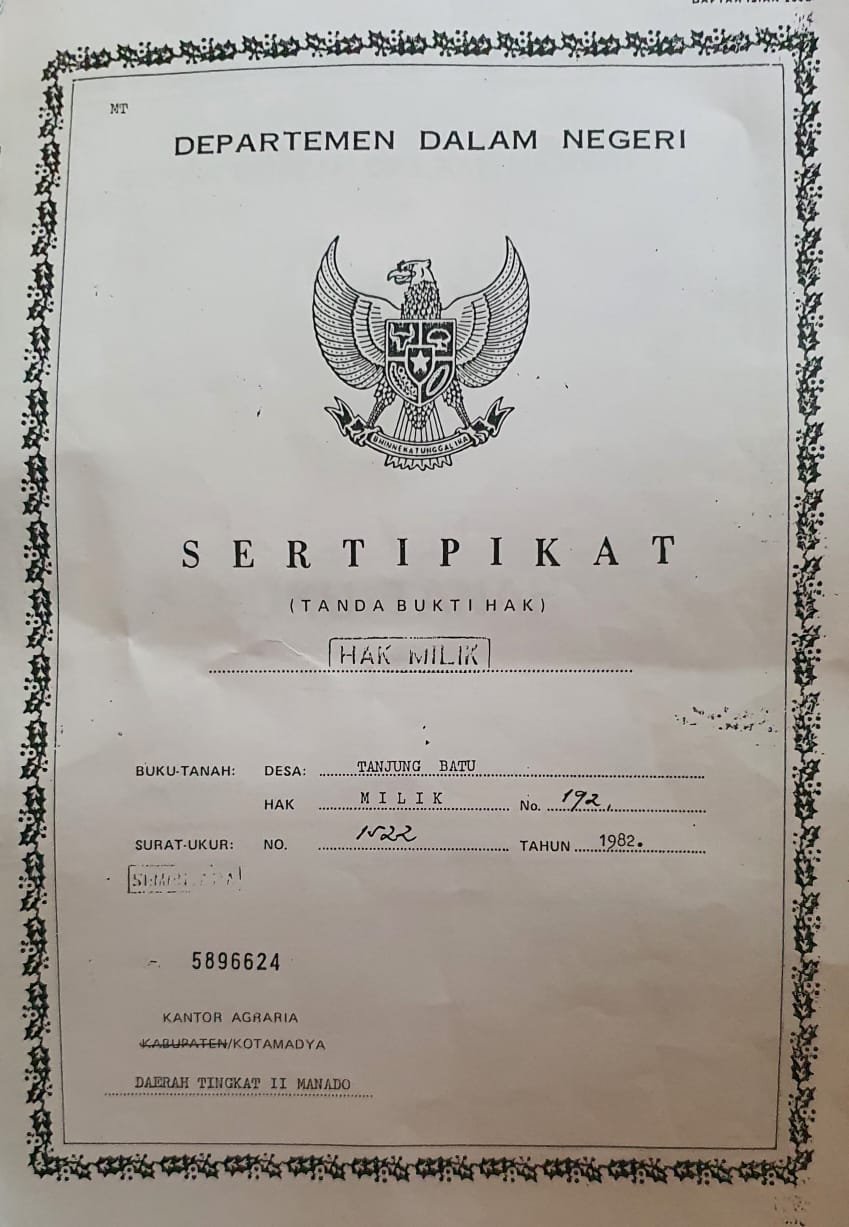 MT
DEPARTEMEN DALAM NEGERI
BHINNEKA TUNGGAL IKA
SERTIPIKAT
(TANDA BUKTI HAK)
HAK MILIK
BUKU-TANAH: DESA: TANJUNG BATU
HAK MILIK No. 192
SURAT-UKUR: NO. 1522 TAHUN 1982.
5896624
KANTOR AGRARIA
KABUPATEN/KOTAMADYA
DAERAH TINGKAT II MANADO